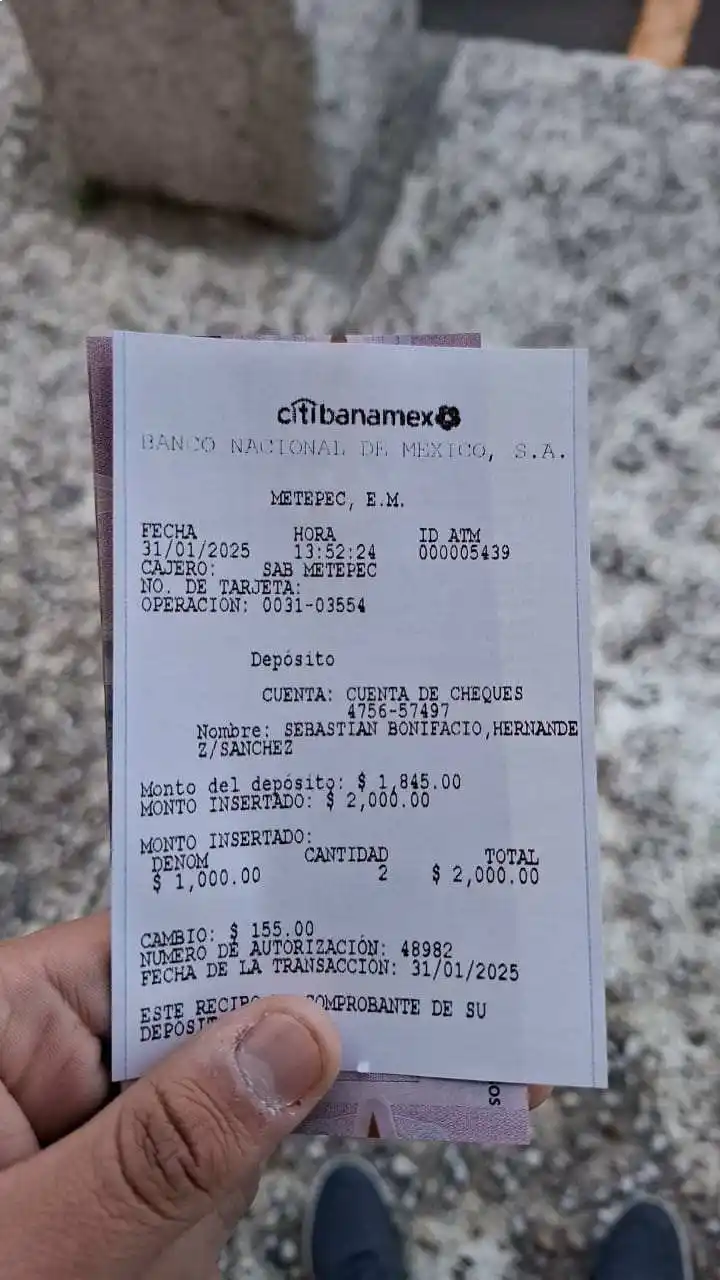 citibanamex
BANCO NACIONAL DE MEXICO, S.A.
METEPEC, E.M.
FECHA HORA ID ATM
31/01/2025 13:52:24 000005439
CAJERO: SAB METEPEC
NO. DE TARJETA:
OPERACIÓN: 0031-03554
Depósito
CUENTA: CUENTA DE CHEQUES
4756-57497
Nombre: SEBASTIAN BONIFACIO,HERNANDE
Z/SANCHEZ
Monto del depósito: $ 1,845.00
MONTO INSERTADO: $ 2,000.00
MONTO INSERTADO:
DENOM CANTIDAD TOTAL
$ 1,000.00 2 $ 2,000.00
CAMBIO: $ 155.00
NUMERO DE AUTORIZACIÓN: 48982
FECHA DE LA TRANSACCIÓN: 31/01/2025
ESTE COMPROBANTE DE SU
OS